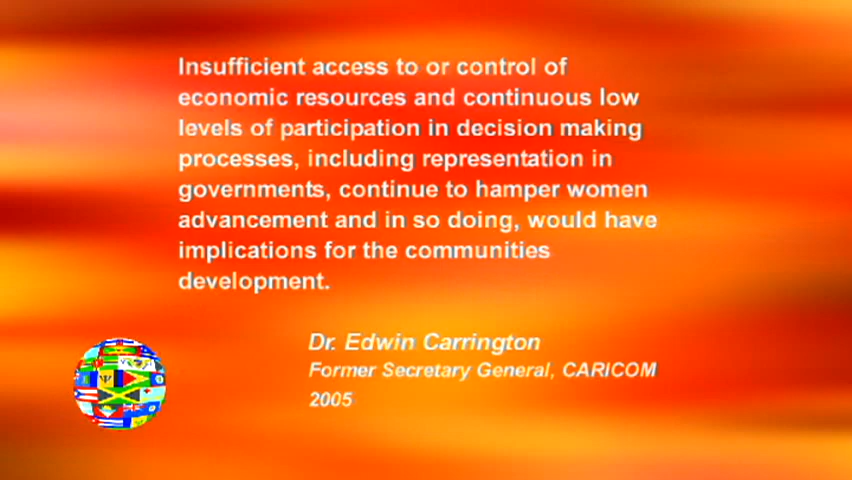 Insufficient access to or control of
economic resources and continuous low
levels of participation in decision making
processes, including representation in
governments, continue to hamper women
advancement and in so doing, would have
implications for the communities
development.
Dr. Edwin Carrington
Former Secretary General, CARICOM
2005